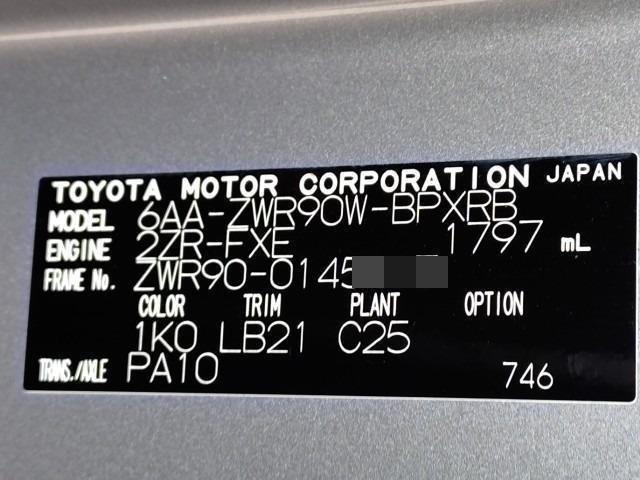 TOYOTA MOTOR CORPORATION JAPAN
MODEL 6AA-ZWR90W-BPXRB
ENGINE 2ZR-FXE 1797 mL
FRAME No. ZWR90-0145
COLOR TRIM PLANT OPTION
1K0 LB21 C25
TRANS./AXLE PA10 746